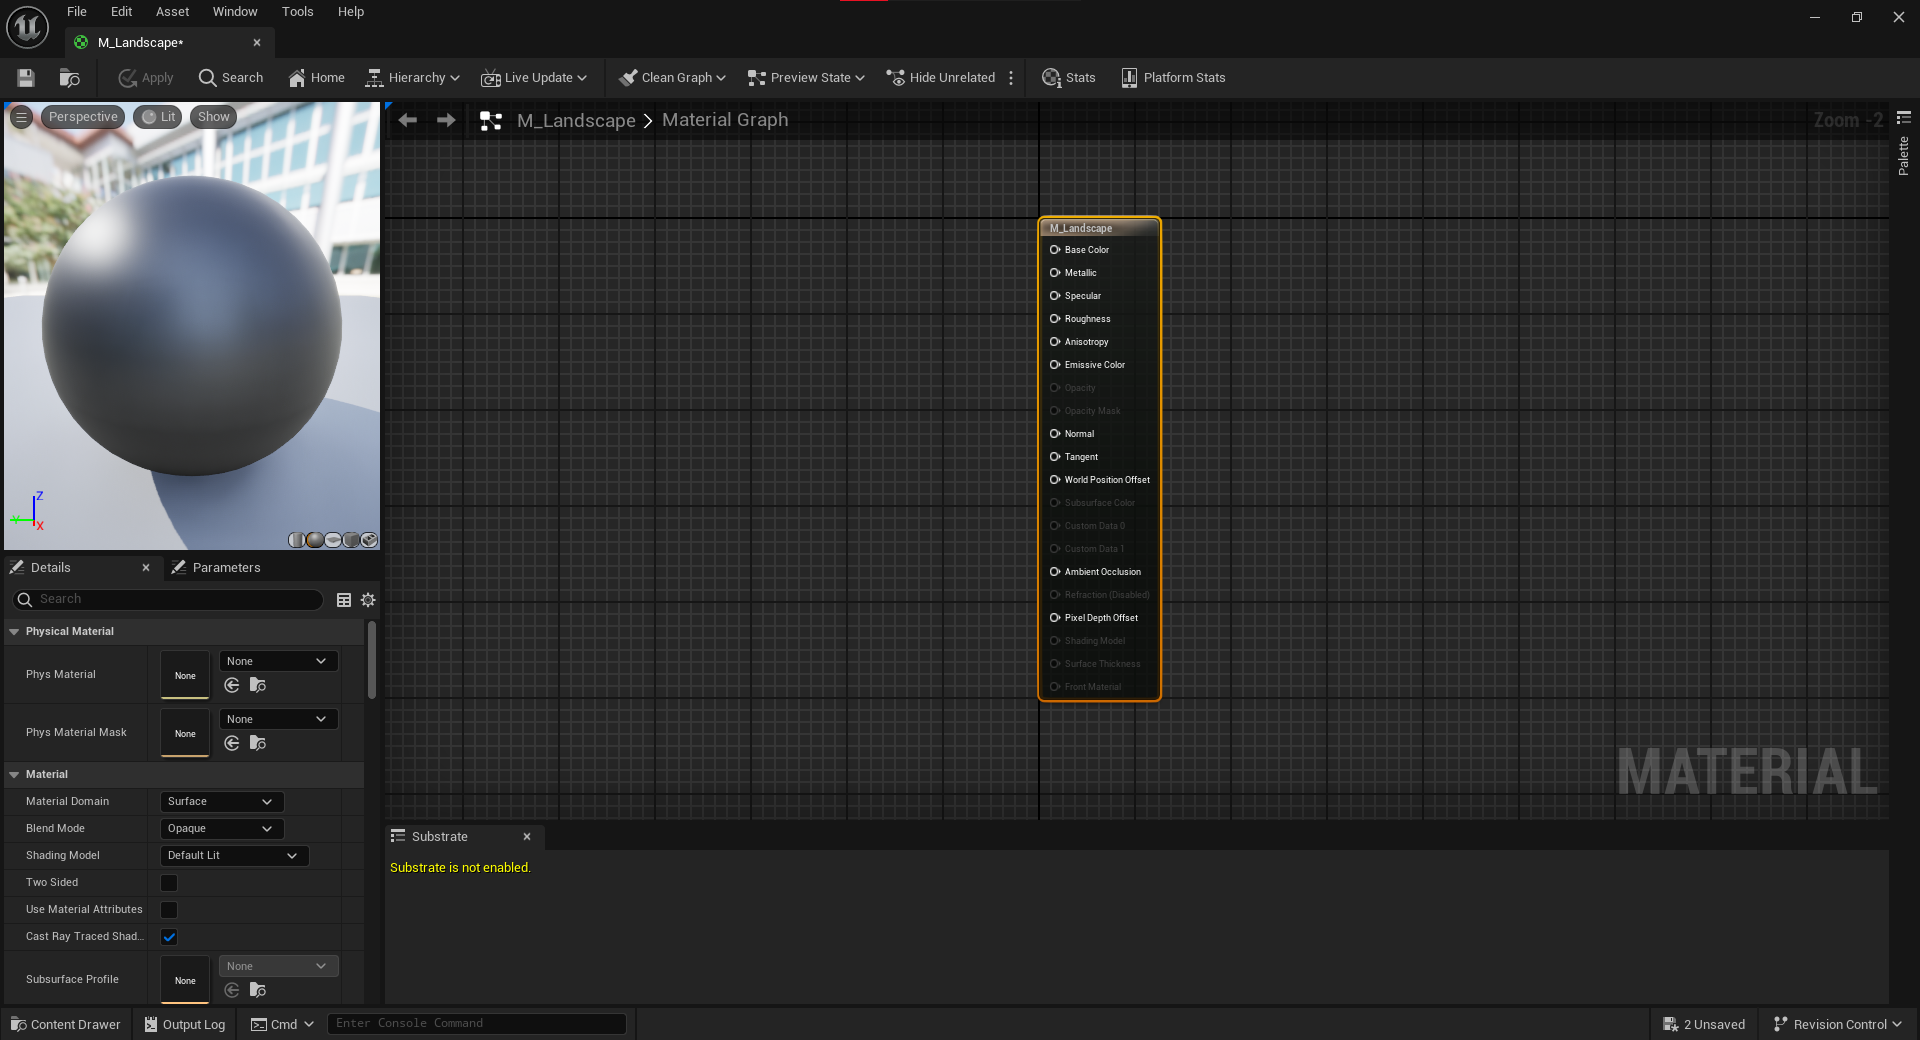 File Edit Asset Window Tools Help
M_Landscape*
Apply Search Home Hierarchy Live Update Clean Graph Preview State Hide Unrelated Stats Platform Stats
Perspective Lit Show
M_Landscape > Material Graph
Zoom -2
Palette
M_Landscape
Base Color
Metallic
Specular
Roughness
Anisotropy
Emissive Color
Opacity
Opacity Mask
Normal
Tangent
World Position Offset
Subsurface Color
Custom Data 0
Custom Data 1
Ambient Occlusion
Refraction (Disabled)
Pixel Depth Offset
Shading Model
Surface Thickness
Front Material
MATERIAL
Z
Y
X
Details Parameters
Search
Physical Material
Phys Material None None
Phys Material Mask None None
Material
Material Domain Surface
Blend Mode Opaque
Shading Model Default Lit
Two Sided
Use Material Attributes
Cast Ray Traced Shad...
Subsurface Profile None None
Substrate
Substrate is not enabled.
Content Drawer Output Log Cmd Enter Console Command 2 Unsaved Revision Control